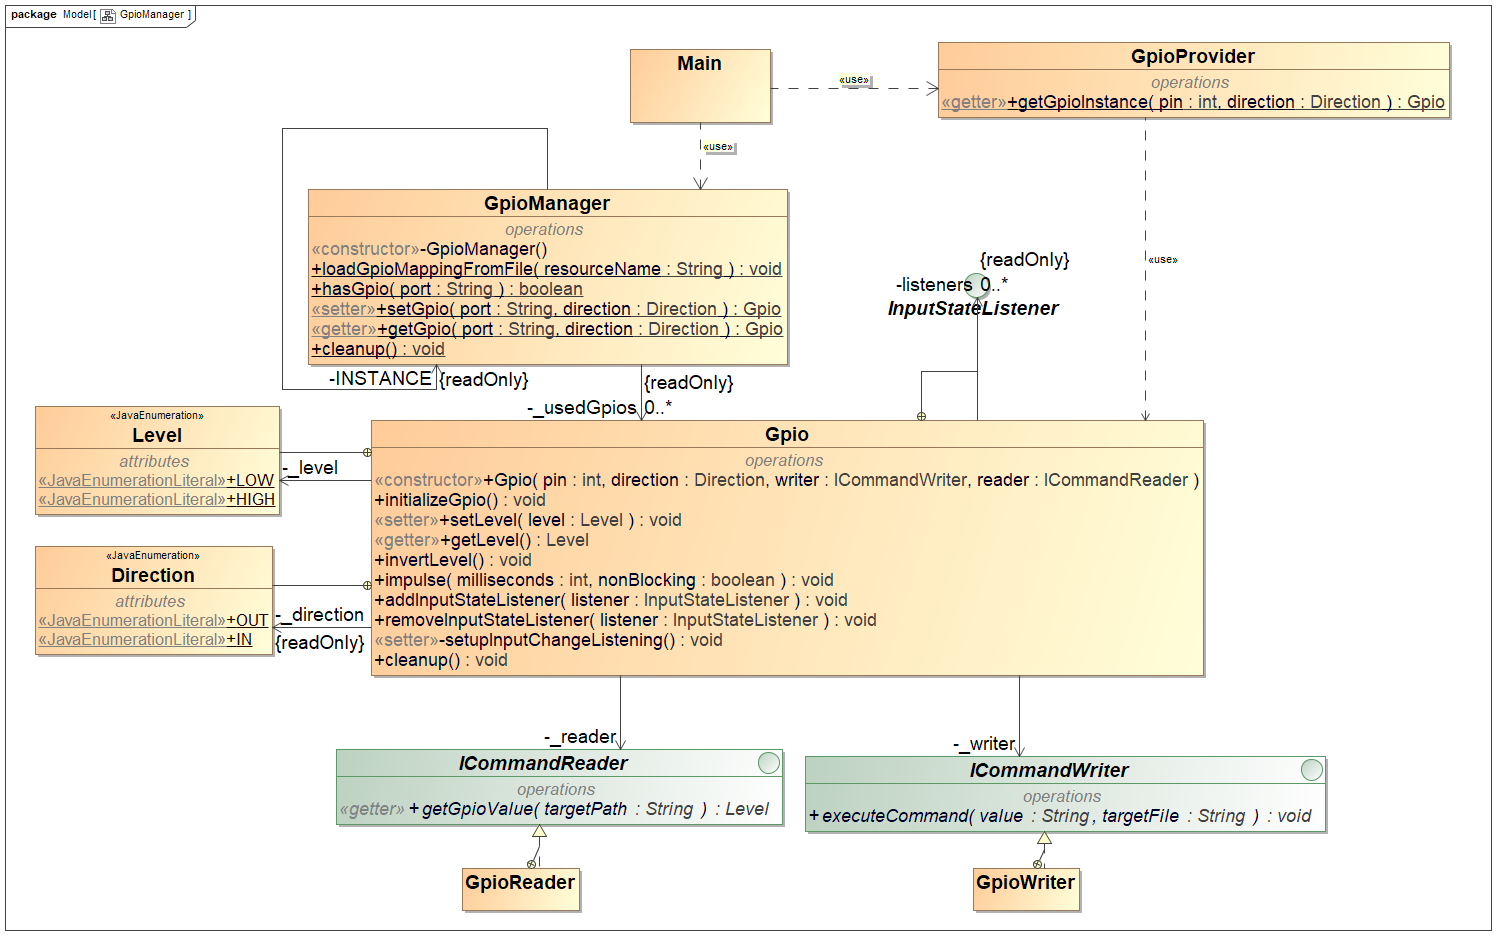 package Model[ GpioManager ]
Main
«use»
«use»
GpioProvider
operations
«getter»+getGpioInstance( pin : int, direction : Direction ) : Gpio
GpioManager
operations
«constructor»-GpioManager()
+loadGpioMappingFromFile( resourceName : String ) : void
+hasGpio( port : String ) : boolean
«setter»+setGpio( port : String, direction : Direction ) : Gpio
«getter»+getGpio( port : String, direction : Direction ) : Gpio
+cleanup() : void
-INSTANCE {readOnly}
{readOnly}
-_usedGpios 0..*
{readOnly}
-listeners 0..*
InputStateListener
«use»
«JavaEnumeration»
Level
attributes
«JavaEnumerationLiteral»+LOW
«JavaEnumerationLiteral»+HIGH
-_level
«JavaEnumeration»
Direction
attributes
«JavaEnumerationLiteral»+OUT
«JavaEnumerationLiteral»+IN
-_direction
{readOnly}
Gpio
operations
«constructor»+Gpio( pin : int, direction : Direction, writer : ICommandWriter, reader : ICommandReader )
+initializeGpio() : void
«setter»+setLevel( level : Level ) : void
«getter»+getLevel() : Level
+invertLevel() : void
+impulse( milliseconds : int, nonBlocking : boolean ) : void
+addInputStateListener( listener : InputStateListener ) : void
+removeInputStateListener( listener : InputStateListener ) : void
«setter»-setupInputChangeListening() : void
+cleanup() : void
-_reader
-_writer
ICommandReader
operations
«getter» +getGpioValue( targetPath : String ) : Level
ICommandWriter
operations
+executeCommand( value : String, targetFile : String ) : void
GpioReader
GpioWriter